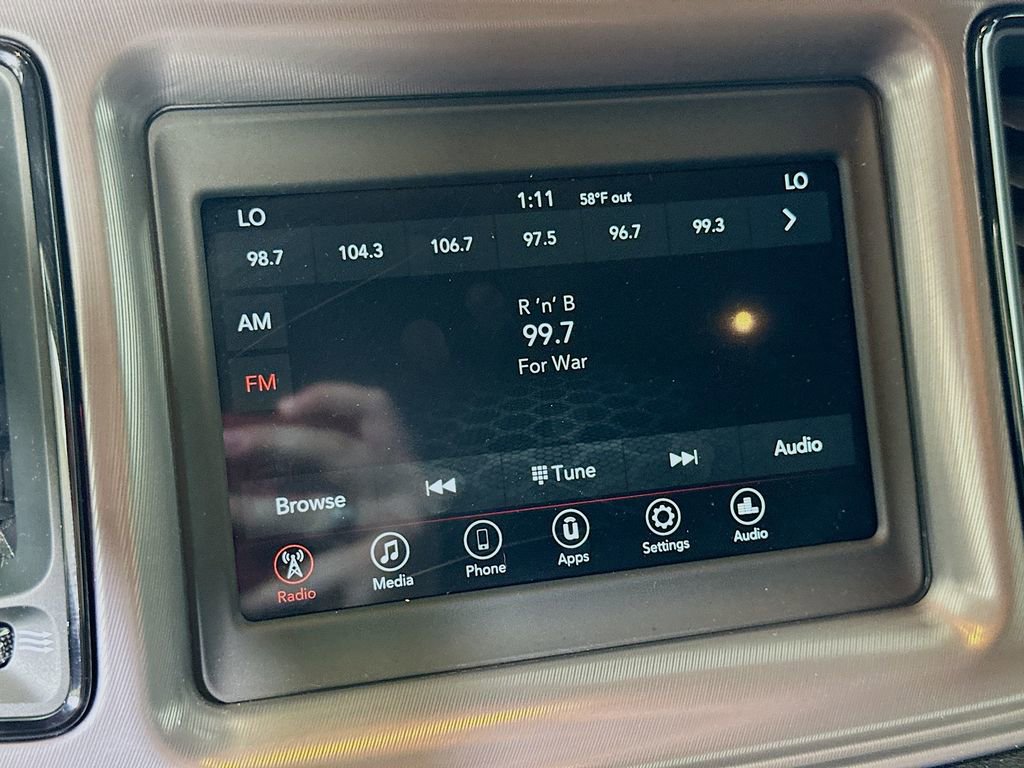 LO 1:11 58°F out LO
98.7 104.3 106.7 97.5 96.7 99.3
AM
R 'n' B
99.7
For War
FM
Browse Tune Audio
Radio Media Phone Apps Settings Audio